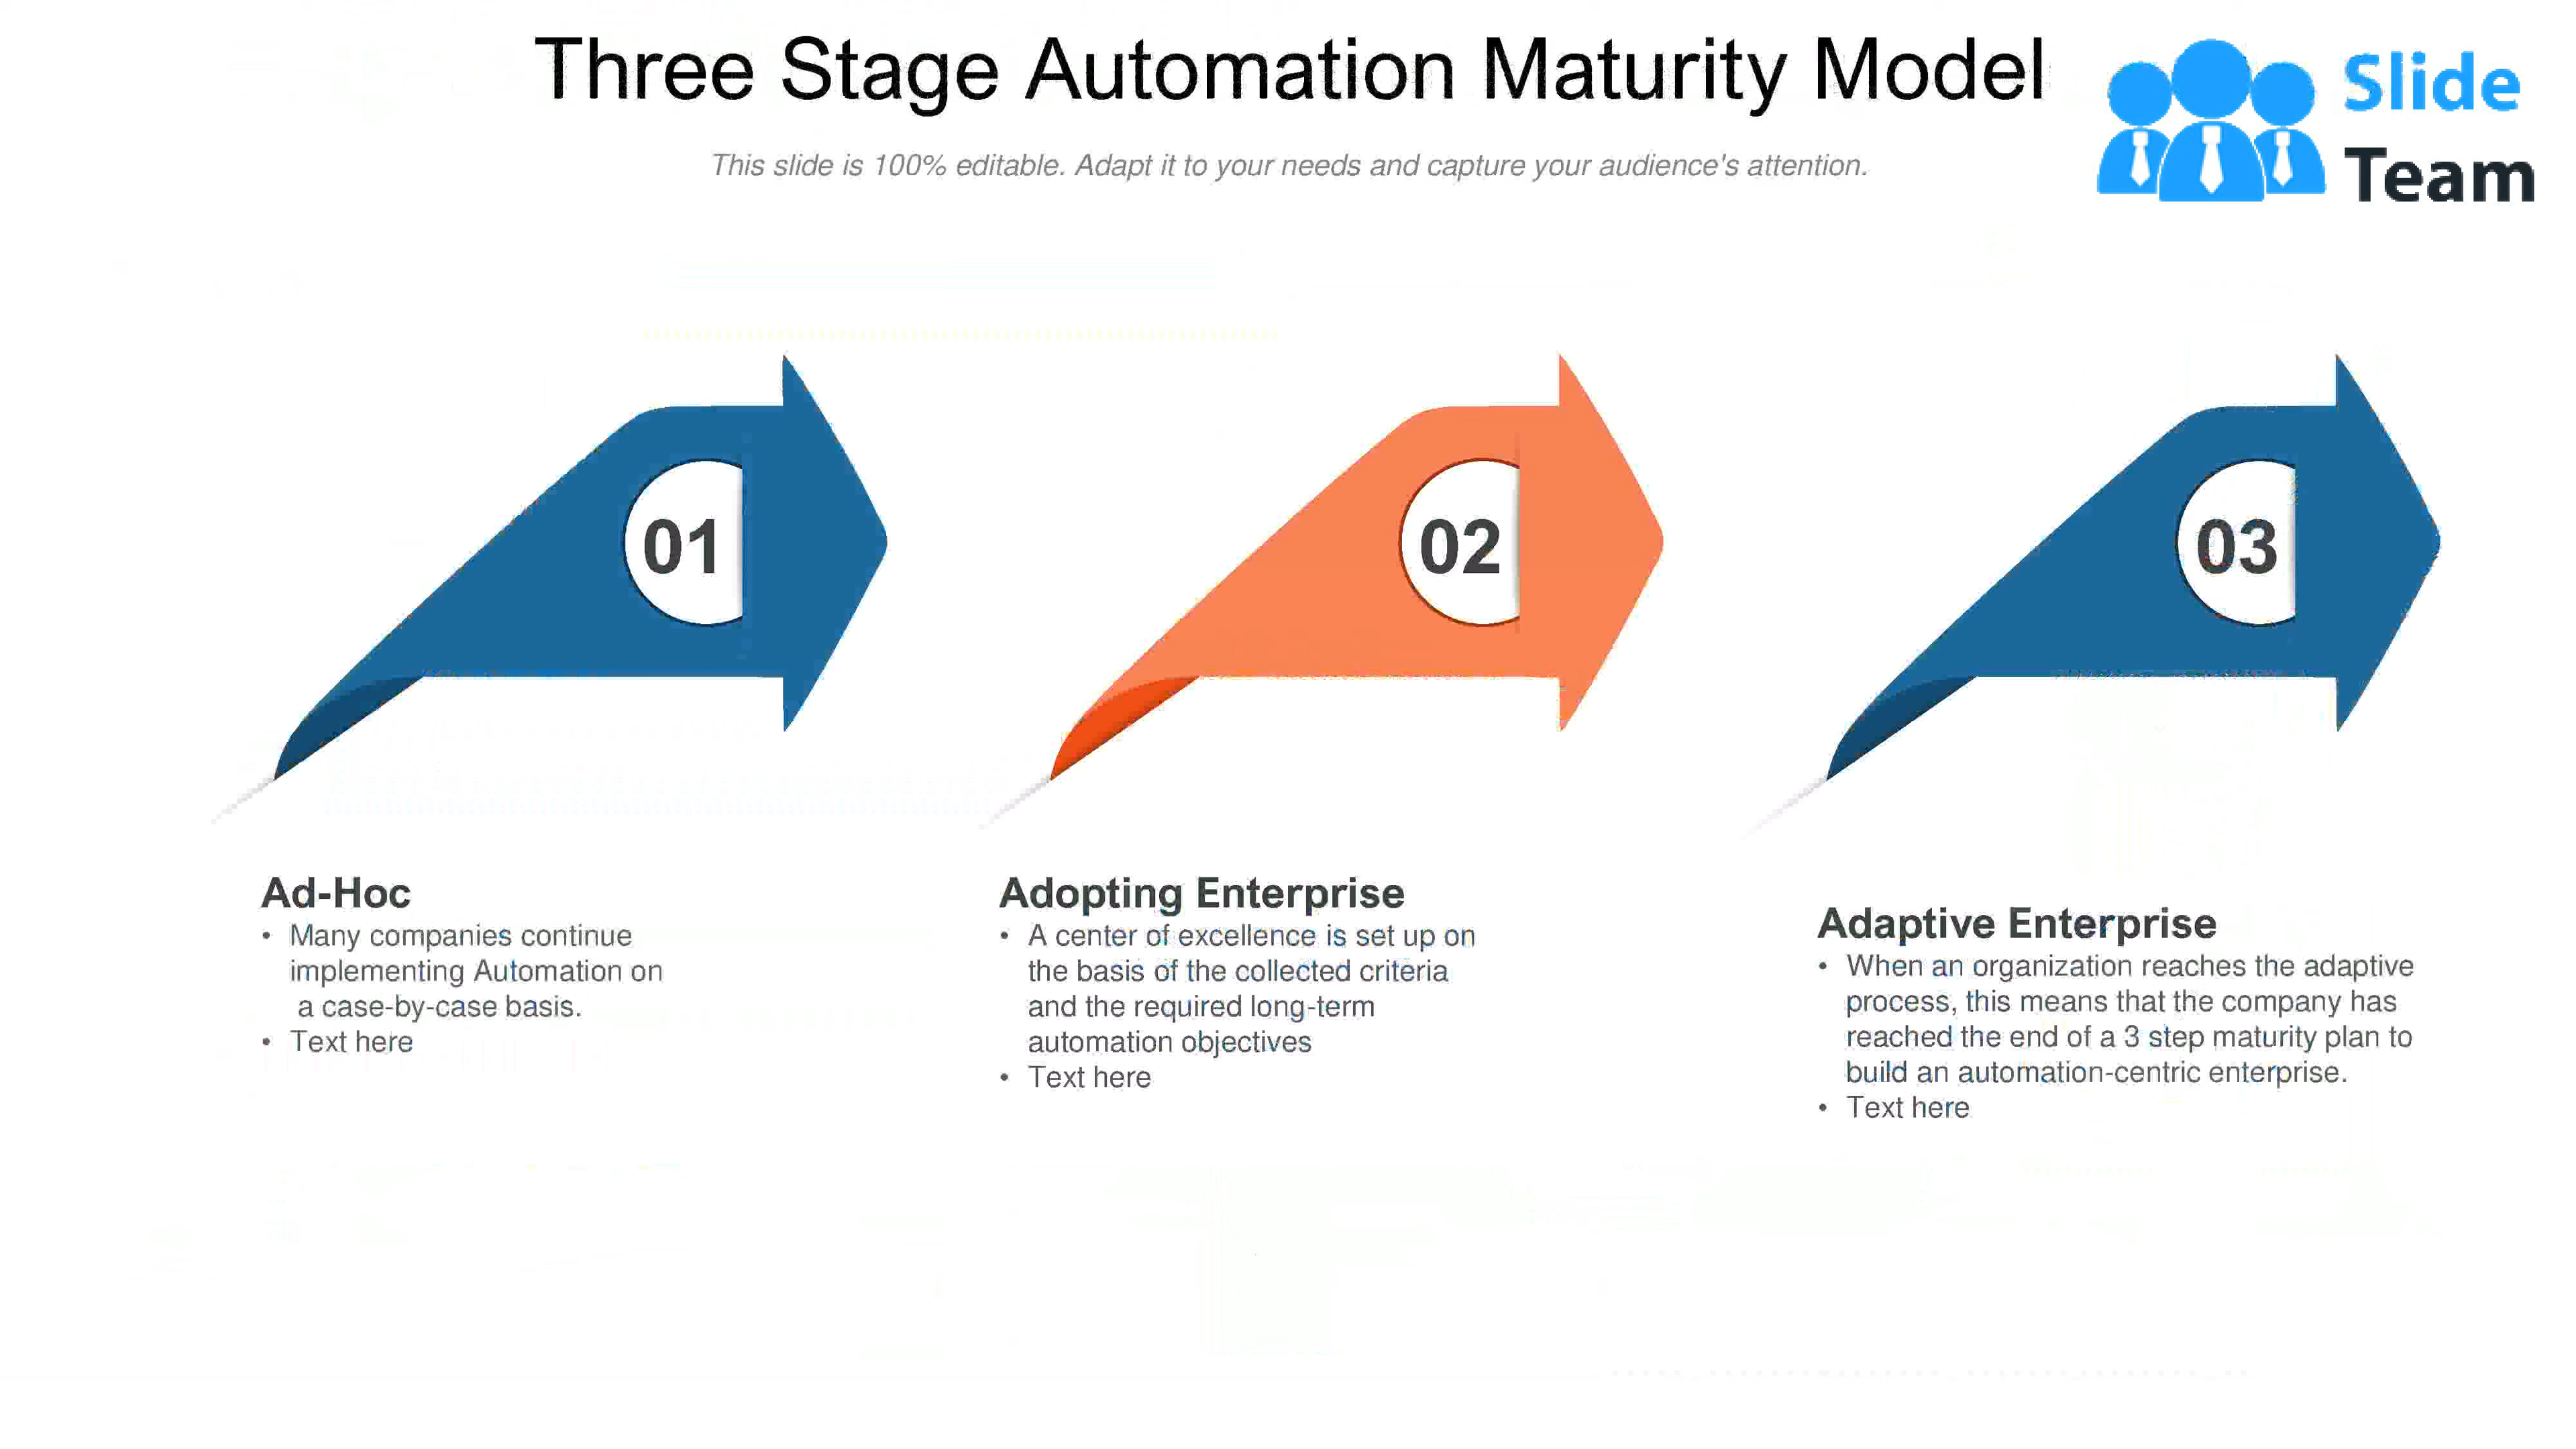 Three Stage Automation Maturity Model
Slide
Team
This slide is 100% editable. Adapt it to your needs and capture your audience's attention.
01
02
03
Ad-Hoc
• Many companies continue
implementing Automation on
a case-by-case basis.
• Text here
Adopting Enterprise
• A center of excellence is set up on
the basis of the collected criteria
and the required long-term
automation objectives
• Text here
Adaptive Enterprise
• When an organization reaches the adaptive
process, this means that the company has
reached the end of a 3 step maturity plan to
build an automation-centric enterprise.
• Text here